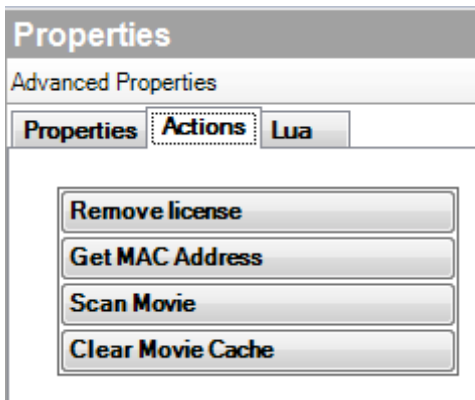 Properties
Advanced Properties
Properties Actions Lua
Remove license
Get MAC Address
Scan Movie
Clear Movie Cache